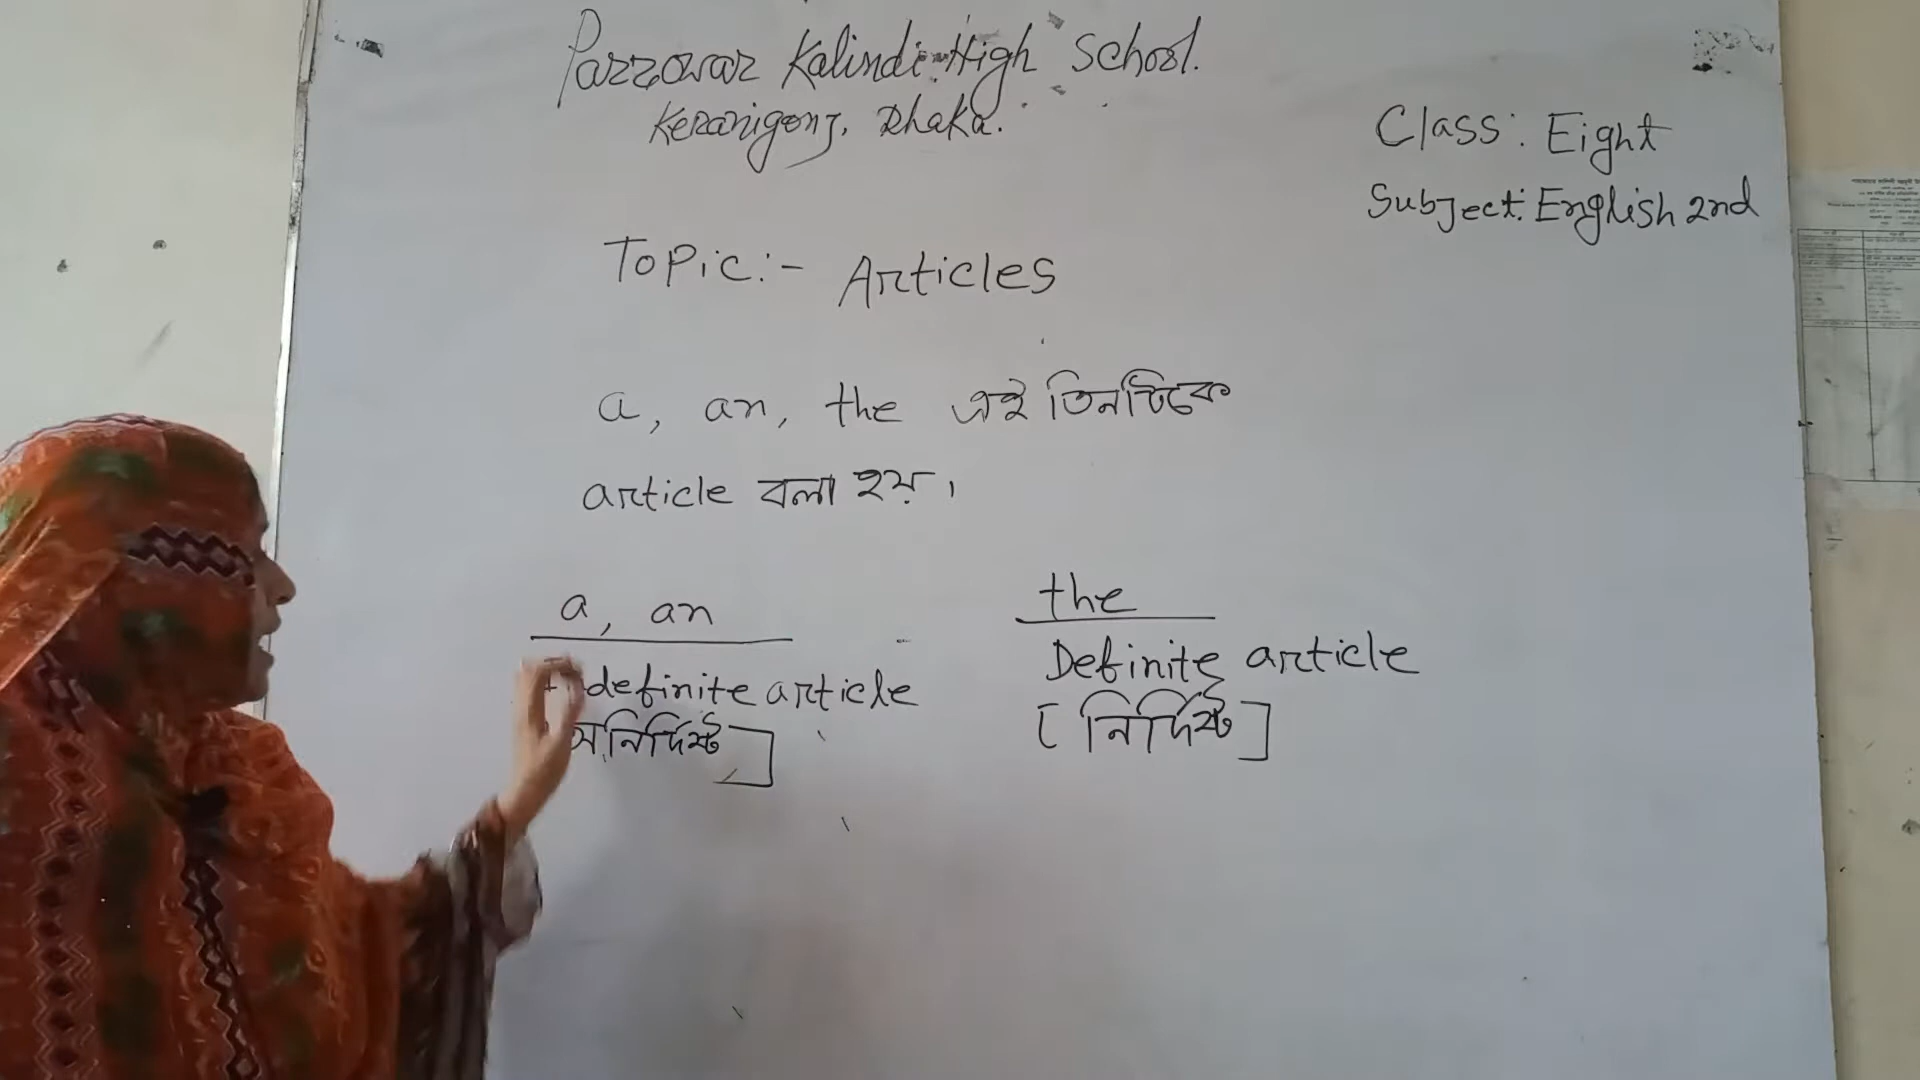 Parzowar Kalindi High School.
Keranigonj, Dhaka.
Class: Eight
Subject: English 2nd
Topic:- Articles
a, an, the এই তিনটিকে
article বলা হয়।
a, an
the
Indefinite article
Definite article
অনির্দিষ্ট]
[নির্দিষ্ট]